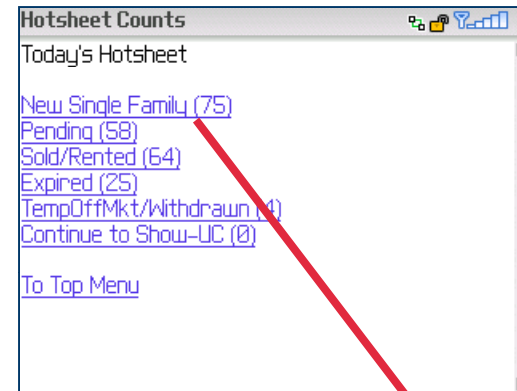 Hotsheet Counts
Today's Hotsheet
New Single Family (75)
Pending (58)
Sold/Rented (64)
Expired (25)
TempOffMkt/Withdrawn (4)
Continue to Show-UC (0)
To Top Menu